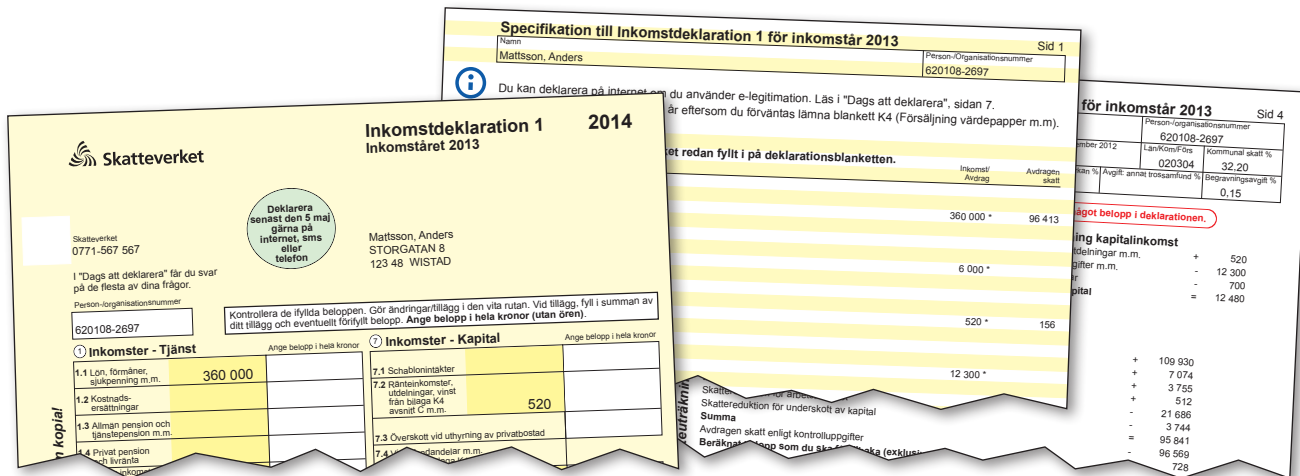 Specifikation till Inkomstdeklaration 1 för inkomstår 2013
Sid 1
Namn
Mattsson, Anders
Person-/Organisationsnummer
620108-2697
Du kan deklarera på internet om du använder e-legitimation. Läs i "Dags att deklarera", sidan 7.
år eftersom du förväntas lämna blankett K4 (Försäljning värdepapper m.m).
ket redan fyllt i på deklarationsblanketten.
Inkomst/
Avdrag
Avdragen
skatt
360 000 *
96 413
6 000 *
520 *
156
12 300 *
Skattereduktion för underskott av kapital
Summa
Avdragen skatt enligt kontrolluppgifter
för inkomstår 2013
Sid 4
Person-/organisationsnummer
620108-2697
ember 2012
Län/Kom/Förs
020304
Kommunal skatt %
32,20
kan %
Avgift: annat trossamfund %
Begravningsavgift %
0,15
något belopp i deklarationen.
ning kapitalinkomst
tdelningar m.m. + 520
gifter m.m. - 12 300
- 700
pital = 12 480
+ 109 930
+ 7 074
+ 3 755
+ 512
- 21 686
- 3 744
= 95 841
- 96 569
728
Skatteverket
Inkomstdeklaration 1
2014
Inkomståret 2013
Deklarera
senast den 5 maj
gärna på
internet, sms
eller
telefon
Skatteverket
0771-567 567
Mattsson, Anders
STORGATAN 8
123 48 WISTAD
I "Dags att deklarera" får du svar
på de flesta av dina frågor.
Person-/organisationsnummer
620108-2697
Kontrollera de ifyllda beloppen. Gör ändringar/tillägg i den vita rutan. Vid tillägg, fyll i summan av
ditt tillägg och eventuellt förifyllt belopp. Ange belopp i hela kronor (utan ören).
1 Inkomster - Tjänst
Ange belopp i hela kronor
1.1 Lön, förmåner,
sjukpenning m.m.
360 000
1.2 Kostnads-
ersättningar
1.3 Allmän pension och
tjänstepension m.m.
1.4 Privat pension
och livränta
7 Inkomster - Kapital
Ange belopp i hela kronor
7.1 Schablonintäkter
7.2 Ränteinkomster,
utdelningar, vinst
från bilaga K4
avsnitt C m.m.
520
7.3 Överskott vid uthyrning av privatbostad
7.4
n kopia!